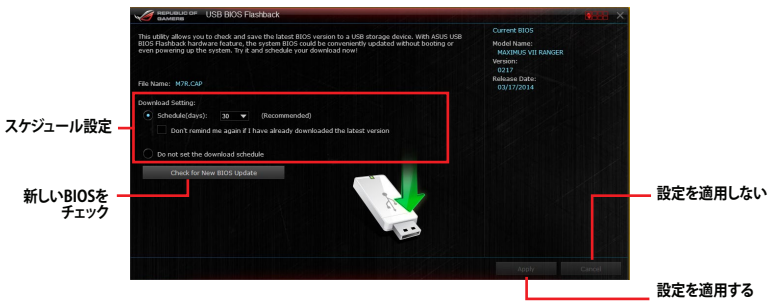 REPUBLIC OF
GAMERS
USB BIOS Flashback
This utility allows you to check and save the latest BIOS version to a USB storage device. With ASUS USB
BIOS Flashback hardware feature, the system BIOS could be conveniently updated without booting or
even powering up the system. Try it and schedule your download now!
File Name: M7R.CAP
Download Setting:
Schedule(days): 30 (Recommended)
Don't remind me again if I have already downloaded the latest version
Do not set the download schedule
Check for New BIOS Update
Current BIOS
Model Name:
MAXIMUS VII RANGER
Version:
0217
Release Date:
03/17/2014
Apply
Cancel
スケジュール設定
新しいBIOSを
チェック
設定を適用しない
設定を適用する